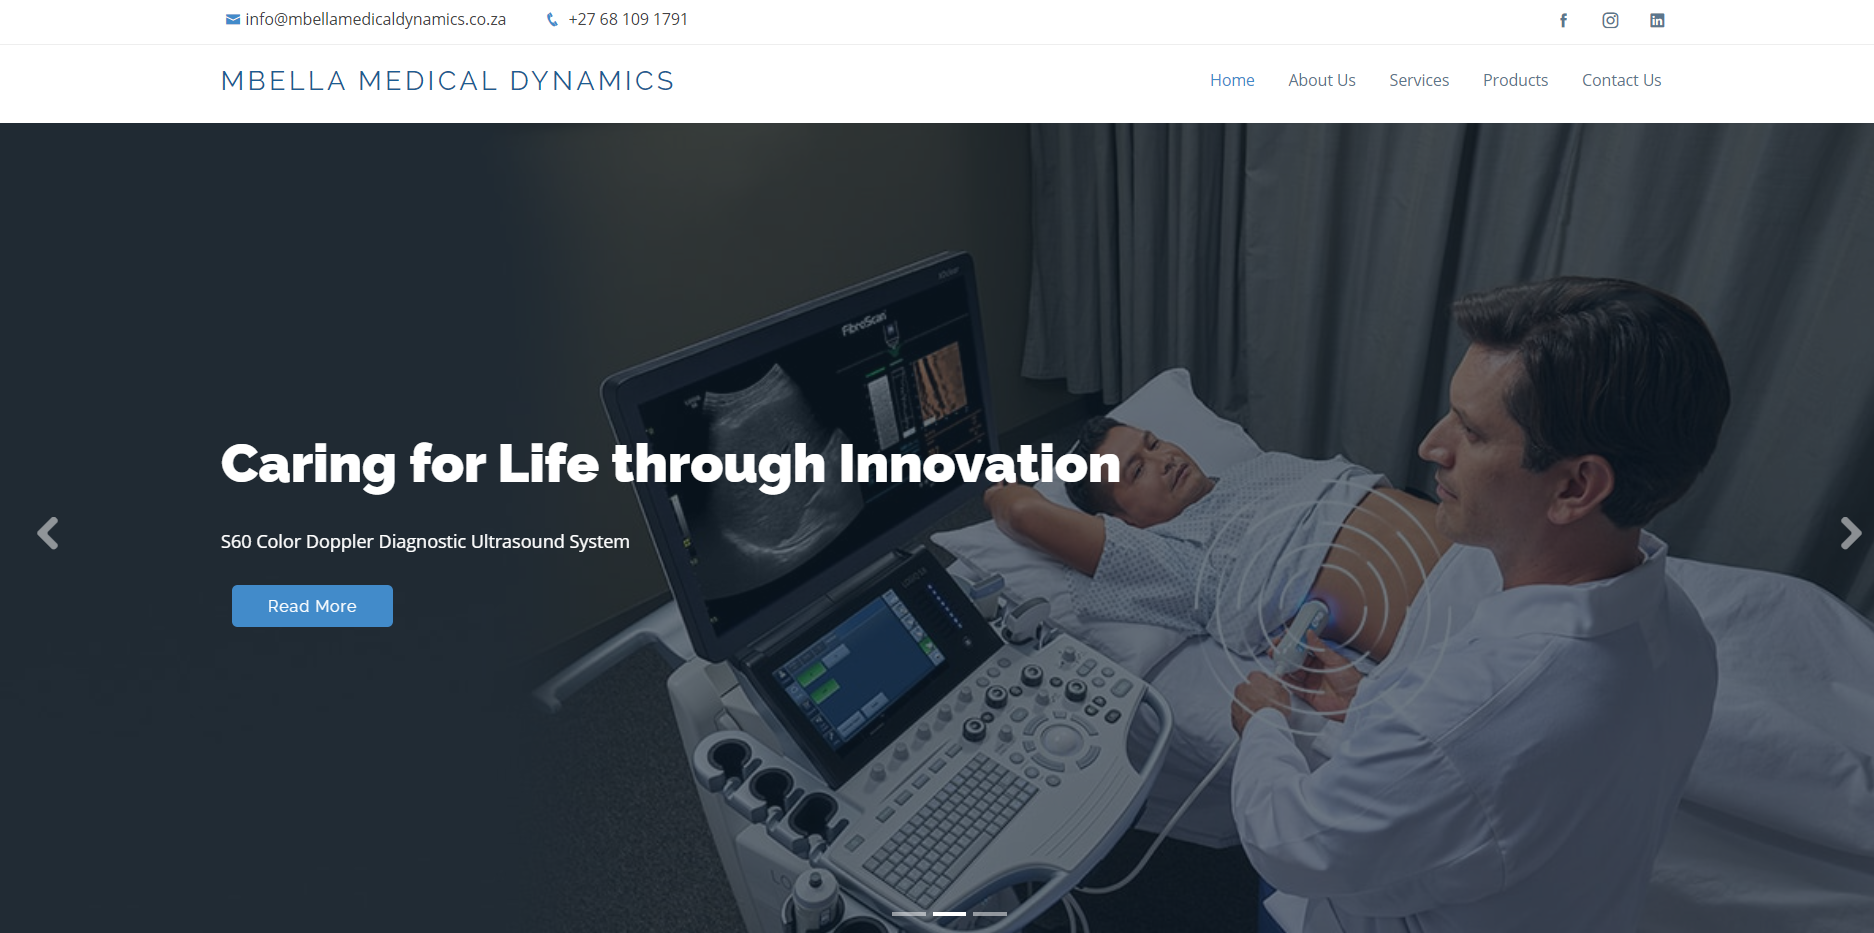 info@mbellamedicaldynamics.co.za +27 68 109 1791
MBELLA MEDICAL DYNAMICS
Home About Us Services Products Contact Us
FibroScan
Caring for Life through Innovation
S60 Color Doppler Diagnostic Ultrasound System
Read More